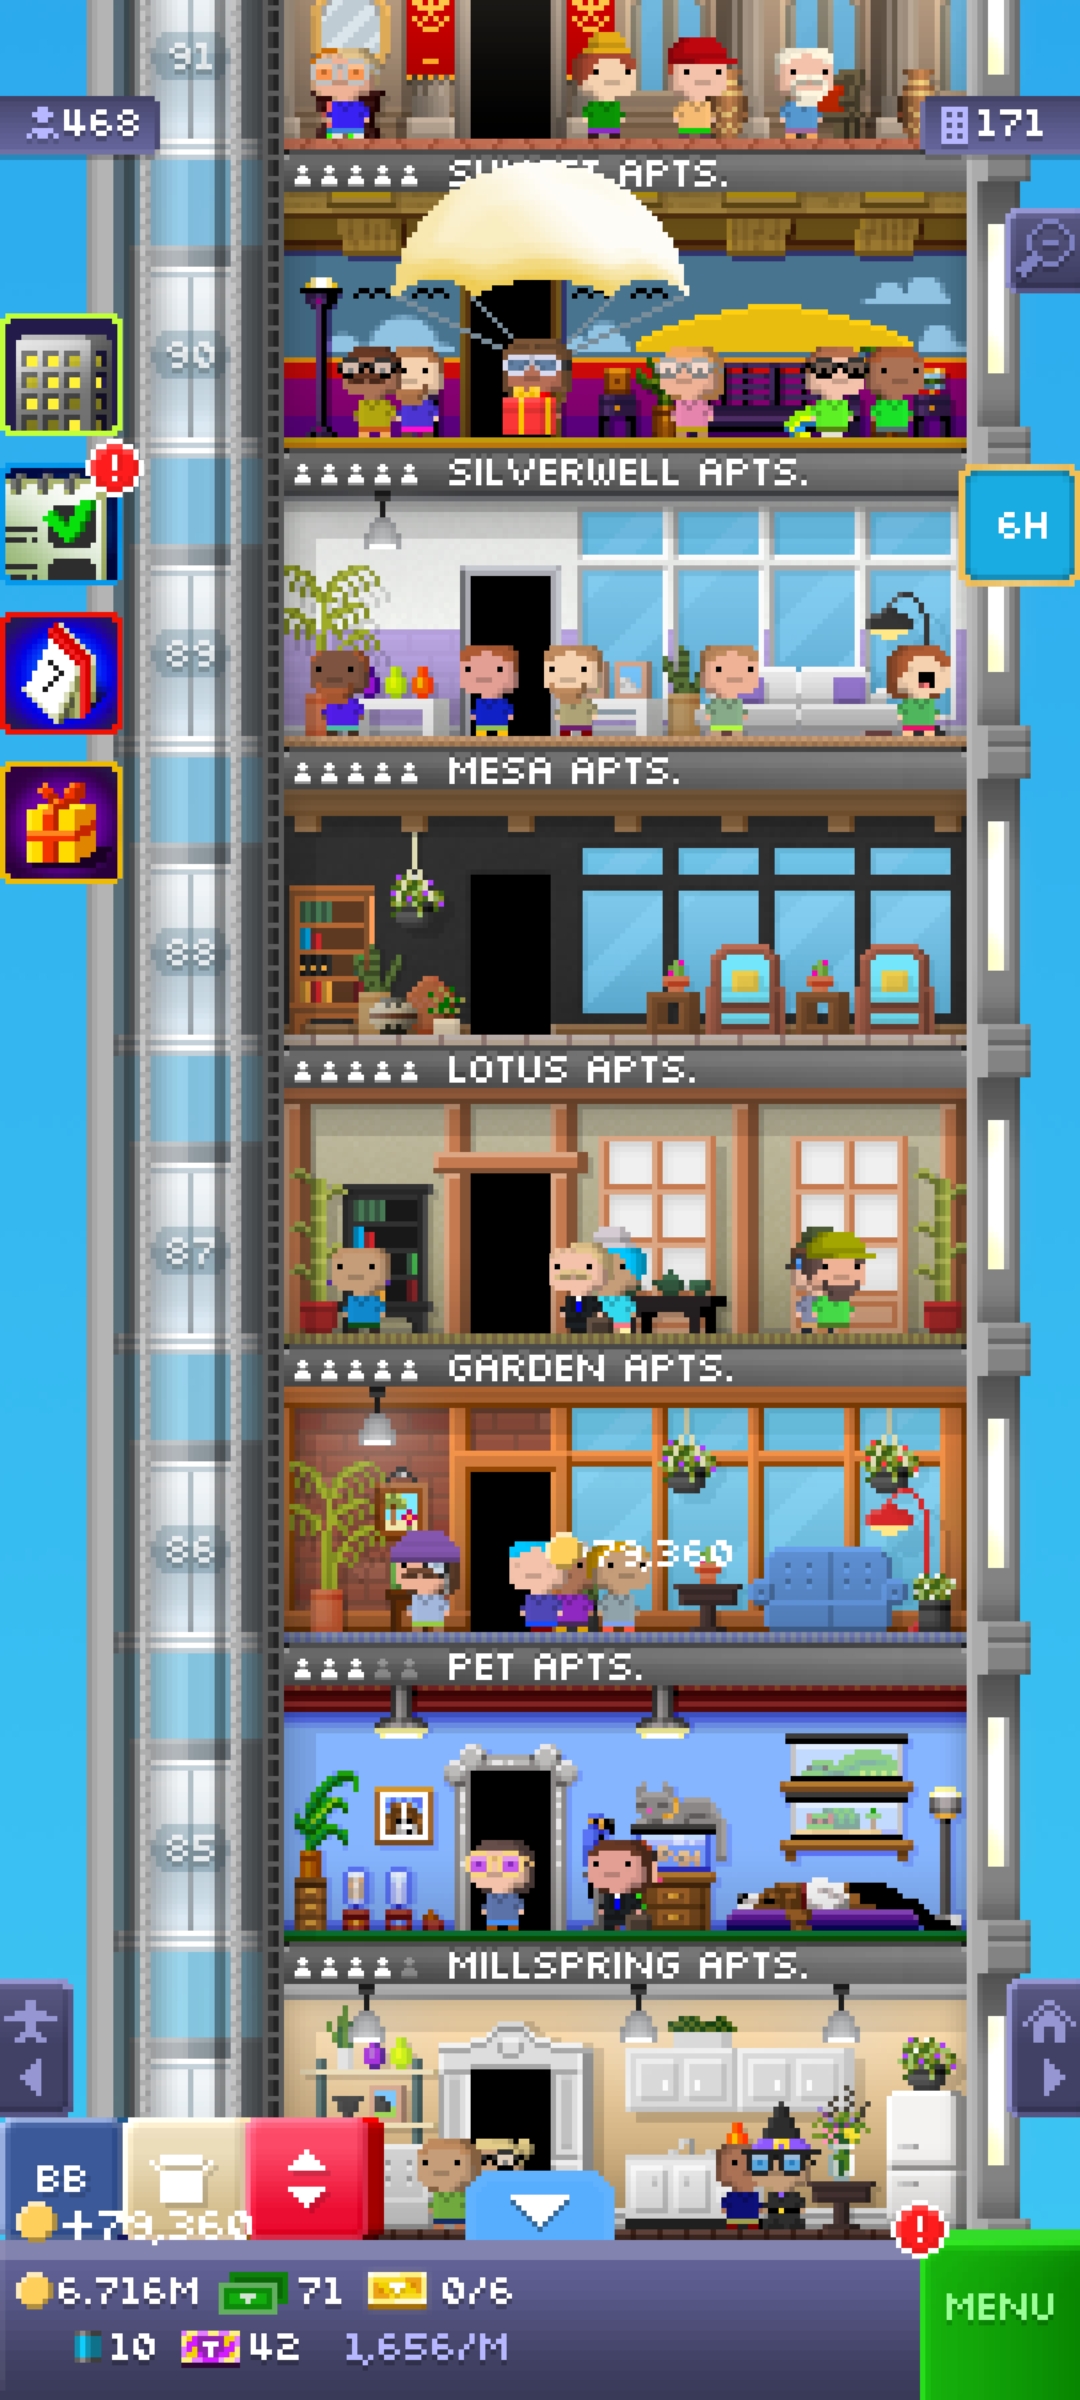 91
468
171
APTS.
90
SILVERWELL APTS.
6H
89
MESA APTS.
88
LOTUS APTS.
87
GARDEN APTS.
86
79,360
PET APTS.
85
MILLSPRING APTS.
BB
+79,360
6.716M 71 0/6
MENU
10 T 42 1,656/M